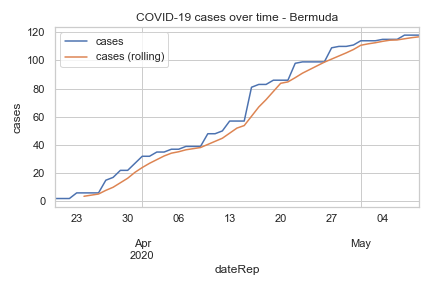 COVID-19 cases over time - Bermuda
cases
cases (rolling)
120
100
80
60
40
20
0
cases
23 30 06 13 20 27 04
Apr May
2020
dateRep